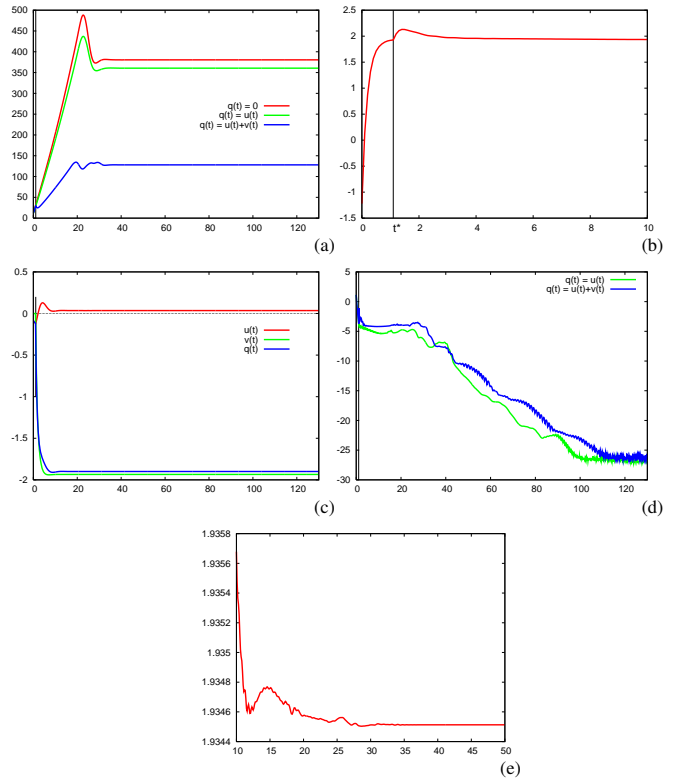 500
450
400
350
300
250
200
150
100
50
0
q(t) = 0
q(t) = u(t)
q(t) = u(t)+v(t)
0 20 40 60 80 100 120
(a)
2.5
2
1.5
1
0.5
0
-0.5
-1
-1.5
0 t* 2 4 6 8 10
(b)
0.5
0
-0.5
-1
-1.5
-2
u(t)
v(t)
q(t)
0 20 40 60 80 100 120
(c)
5
0
-5
-10
-15
-20
-25
-30
q(t) = u(t)
q(t) = u(t)+v(t)
0 20 40 60 80 100 120
(d)
1.9358
1.9356
1.9354
1.9352
1.935
1.9348
1.9346
1.9344
10 15 20 25 30 35 40 45 50
(e)